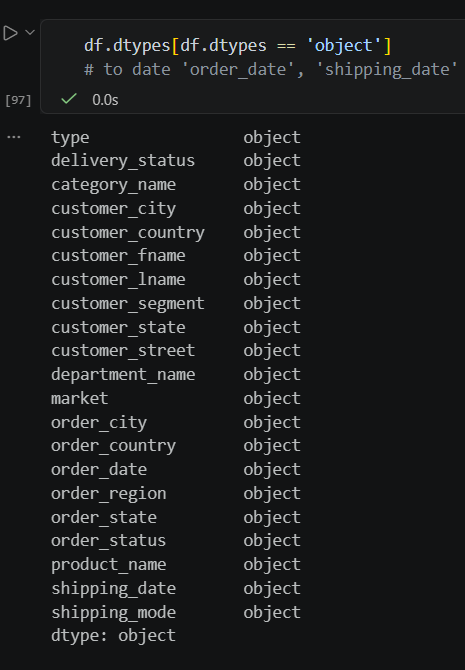 df.dtypes[df.dtypes == 'object']
# to date 'order_date', 'shipping_date'
[97] 0.0s
... type object
delivery_status object
category_name object
customer_city object
customer_country object
customer_fname object
customer_lname object
customer_segment object
customer_state object
customer_street object
department_name object
market object
order_city object
order_country object
order_date object
order_region object
order_state object
order_status object
product_name object
shipping_date object
shipping_mode object
dtype: object